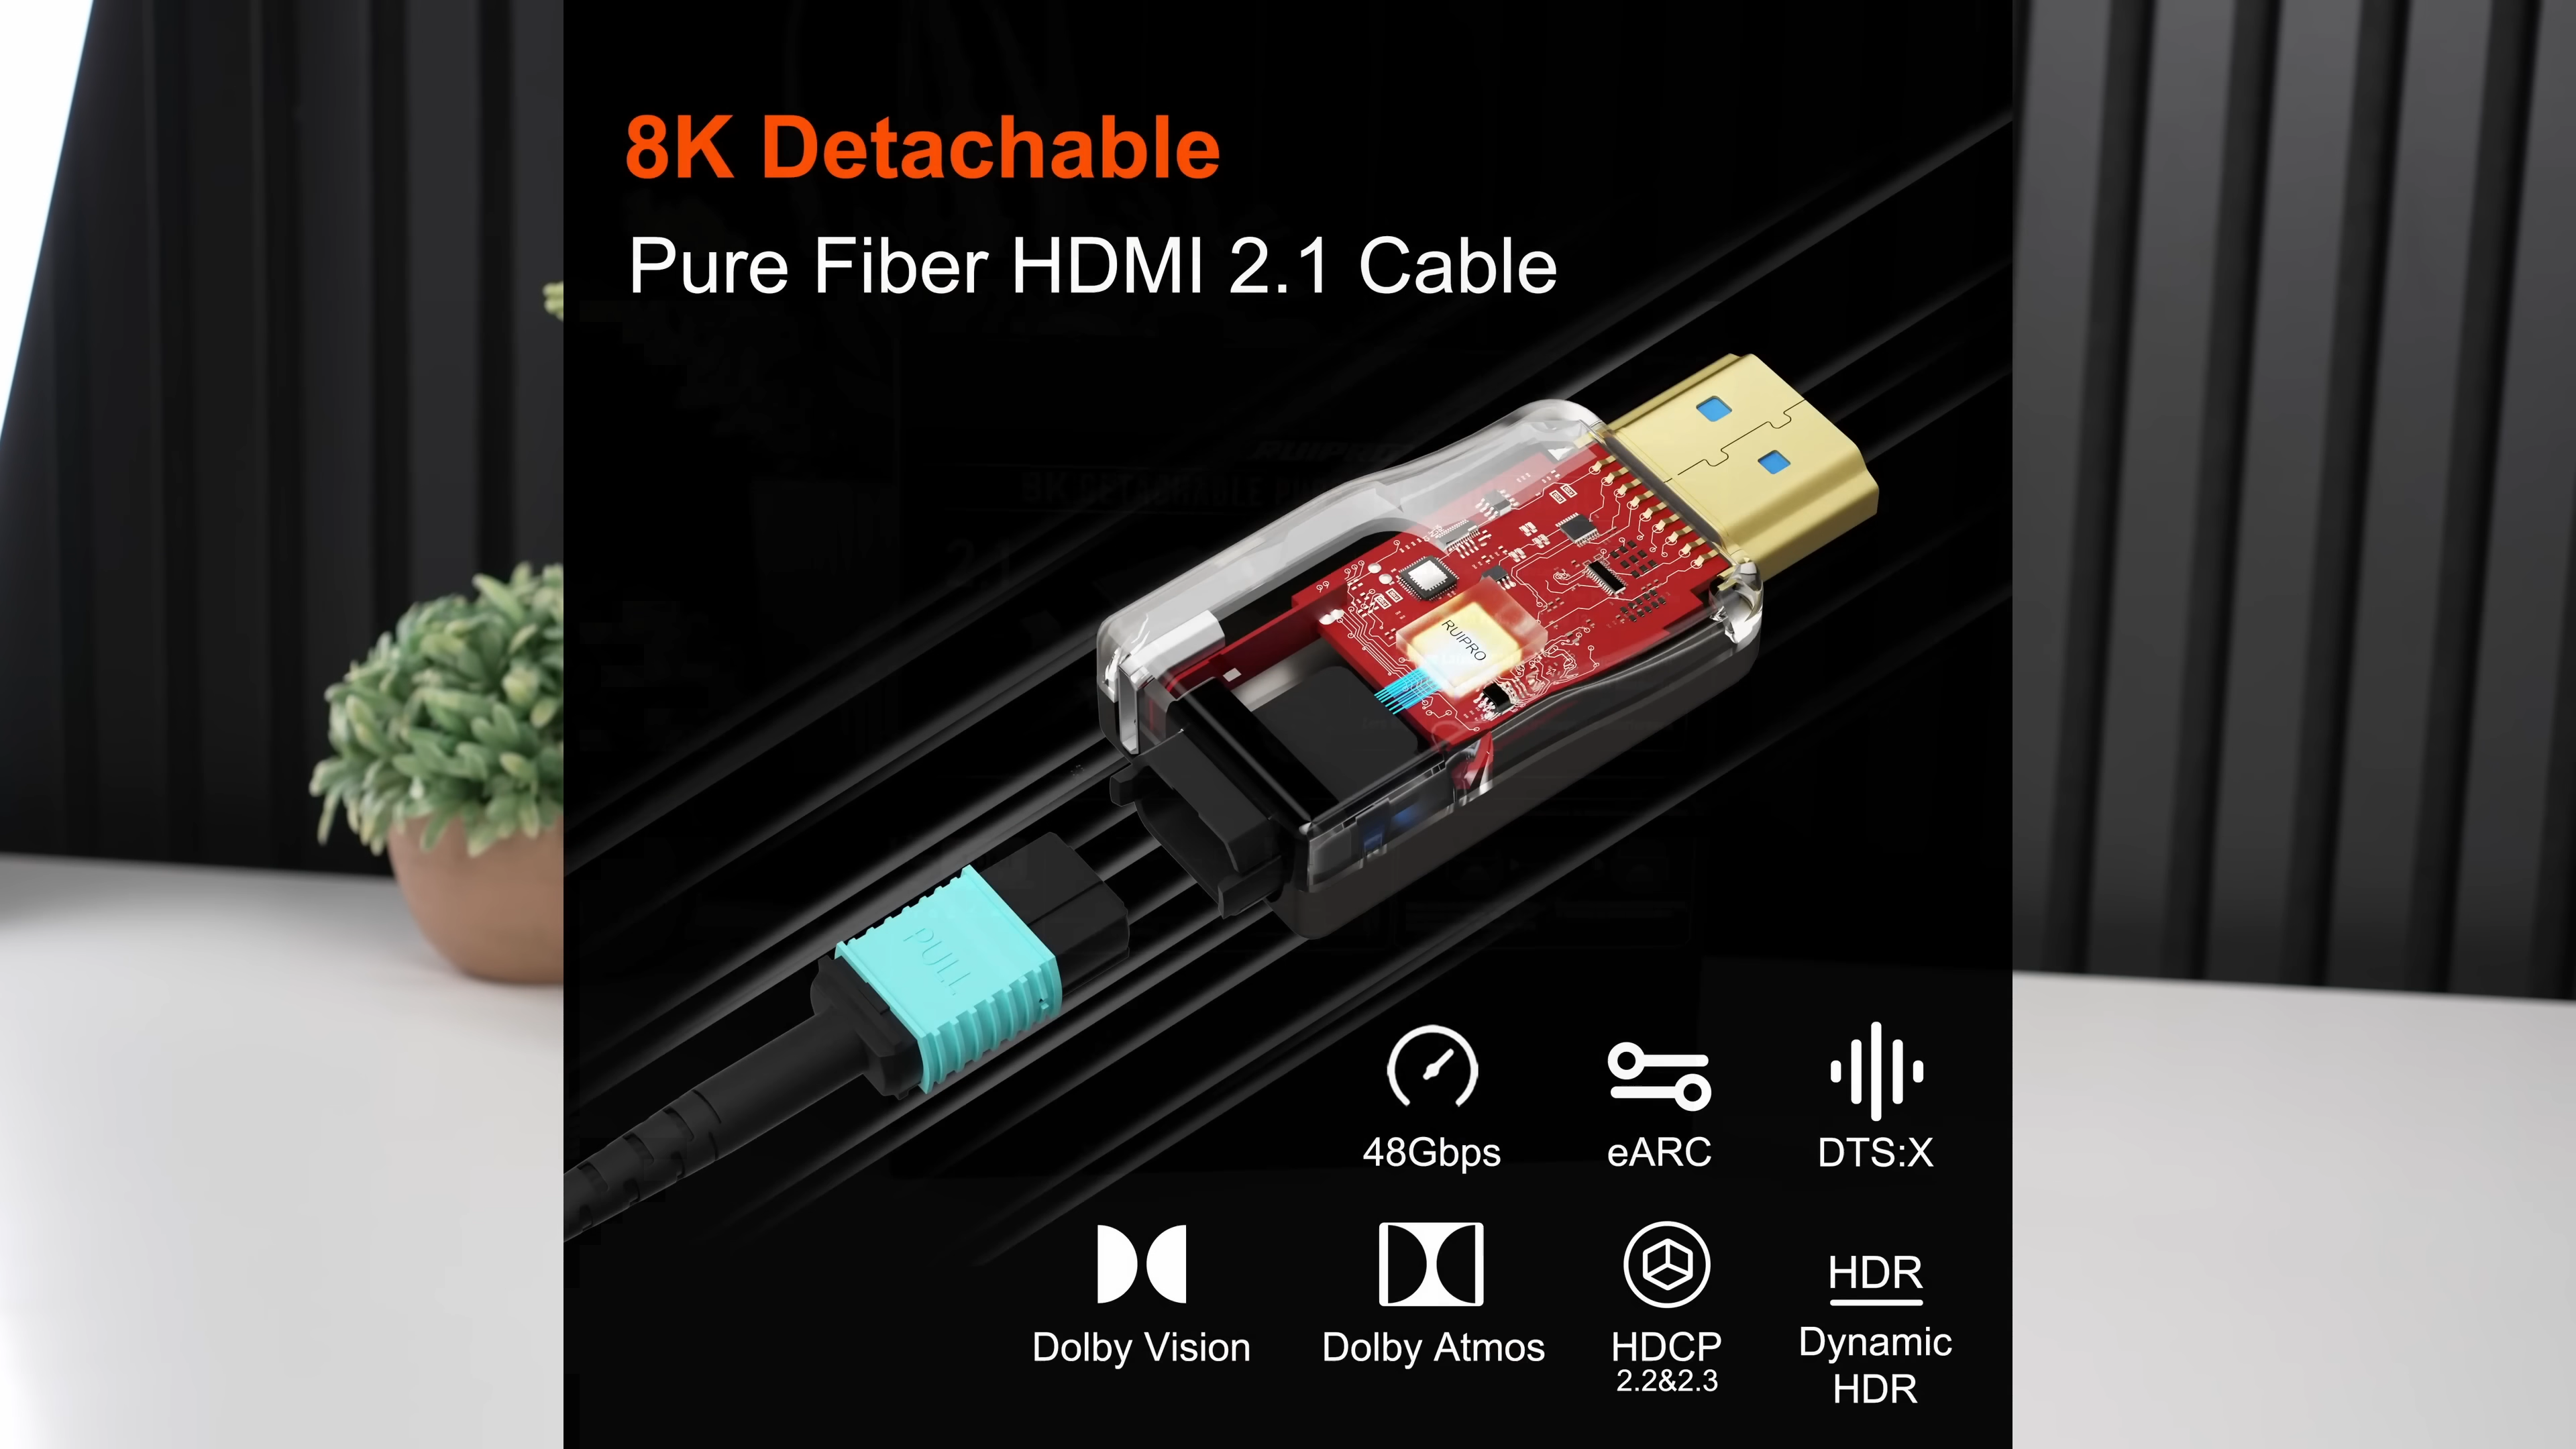 8K Detachable
Pure Fiber HDMI 2.1 Cable
RUIPRO
PULL
48Gbps
eARC
DTS:X
Dolby Vision
Dolby Atmos
HDCP
2.2&2.3
HDR
Dynamic
HDR